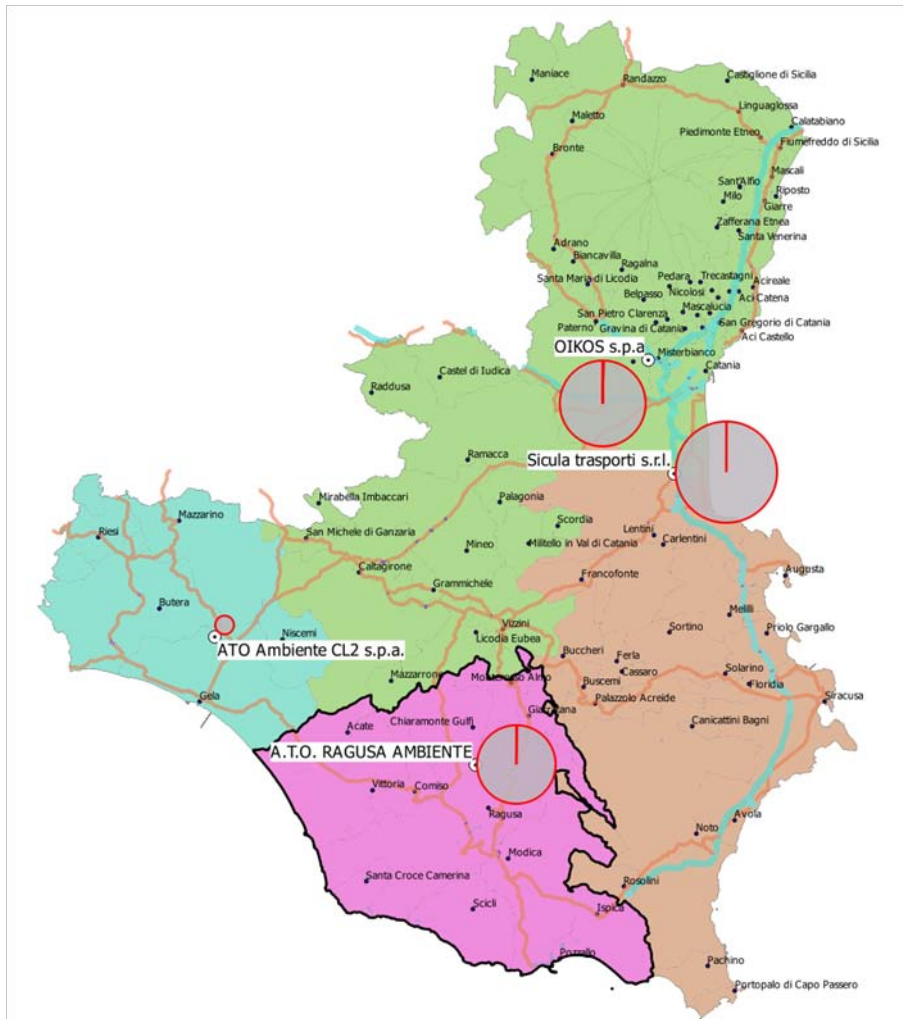 Maniace
Randazzo
Castiglione di Sicilia
Linguaglossa
Maletto
Calatabiano
Piedimonte Etneo
Fiumefreddo di Sicilia
Bronte
Mascali
Sant'Alfio
Riposto
Milo
Giarre
Zafferana Etnea
Santa Venerina
Adrano
Biancavilla
Ragalna
Santa Maria di Licodia
Pedara
Trecastagni
Acireale
Belpasso
Nicolosi
Aci Catena
Mascalucia
San Pietro Clarenza
San Gregorio di Catania
Paterno
Gravina di Catania
Aci Castello
OIKOS s.p.a
Misterbianco
Catania
Castel di Iudica
Raddusa
Ramacca
Sicula trasporti s.r.l.
Mirabella Imbaccari
Palagonia
Mazzarino
Riesi
San Michele di Ganzaria
Scordia
Lentini
Mineo
Militello in Val di Catania
Carlentini
Caltagirone
Francofonte
Augusta
Grammichele
Butera
Melilli
Niscemi
Vizzini
Licodia Eubea
Sortino
Priolo Gargallo
ATO Ambiente CL2 s.p.a.
Buccheri
Ferla
Cassaro
Solarino
Mazzarrone
Monterosso Almo
Buscemi
Floridia
Gela
Palazzolo Acreide
Siracusa
Acate
Chiaramonte Gulfi
Giarratana
Canicattini Bagni
A.T.O. RAGUSA AMBIENTE
Vittoria
Comiso
Ragusa
Avola
Noto
Modica
Santa Croce Camerina
Rosolini
Scicli
Ispica
Pozzallo
Pachino
Portopalo di Capo Passero